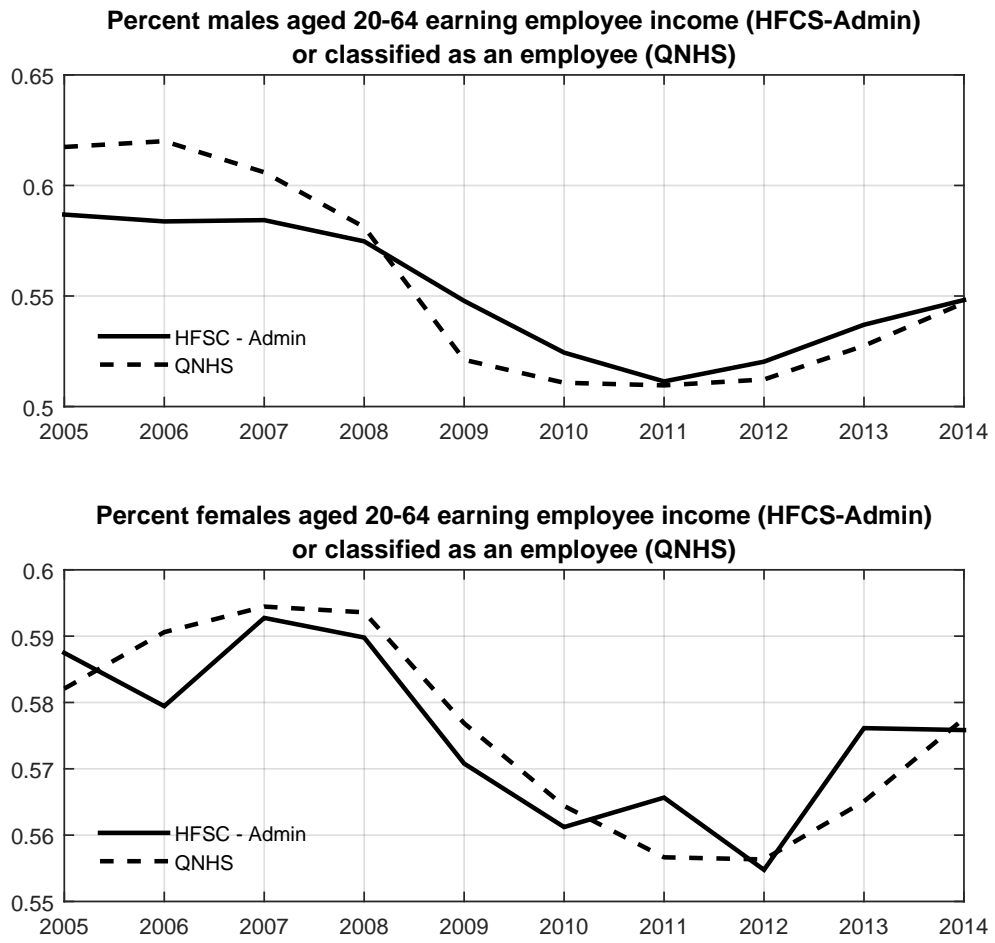 Percent males aged 20-64 earning employee income (HFCS-Admin)
or classified as an employee (QNHS)
0.65
0.6
0.55
0.5
HFSC - Admin
QNHS
2005 2006 2007 2008 2009 2010 2011 2012 2013 2014
Percent females aged 20-64 earning employee income (HFCS-Admin)
or classified as an employee (QNHS)
0.6
0.59
0.58
0.57
0.56
0.55
HFSC - Admin
QNHS
2005 2006 2007 2008 2009 2010 2011 2012 2013 2014